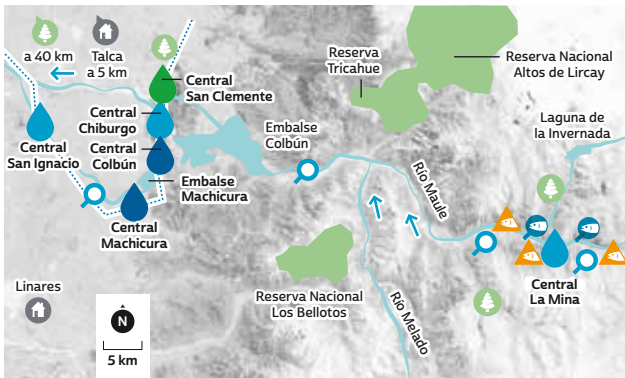 a 40 km
Talca
a 5 km
Central
San Clemente
Central
Chiburgo
Central
Colbún
Central
San Ignacio
Embalse
Machicura
Central
Machicura
Embalse
Colbún
Reserva
Tricahue
Reserva Nacional
Altos de Lircay
Laguna de
la Invernada
Río Maule
Río Melado
Reserva Nacional
Los Bellotos
Central
La Mina
Linares
N
5 km